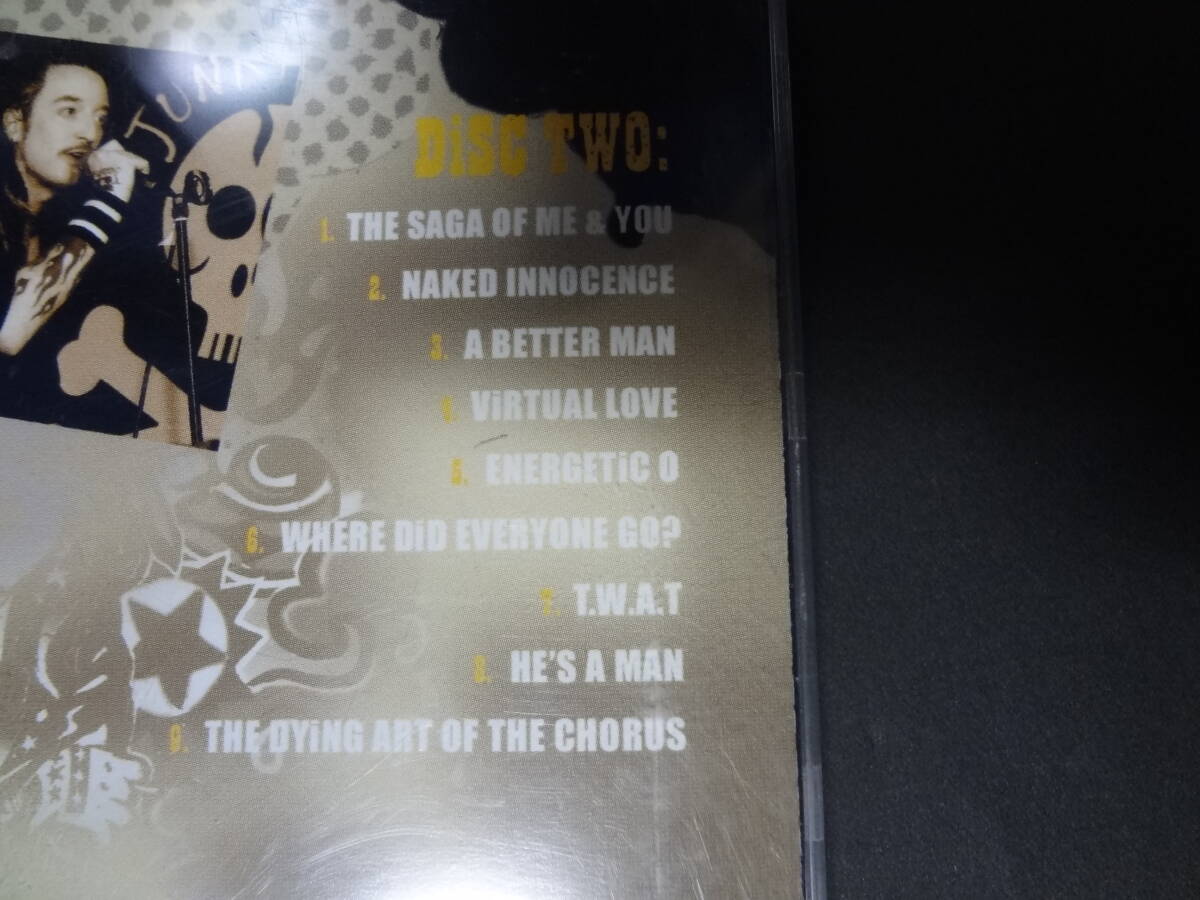 JUNK
DiSC TWO:
1. THE SAGA OF ME & YOU
2. NAKED INNOCENCE
3. A BETTER MAN
4. ViRTUAL LOVE
5. ENERGETiC O
6. WHERE DiD EVERYONE GO?
7. T.W.A.T
8. HE'S A MAN
9. THE DYiNG ART OF THE CHORUS